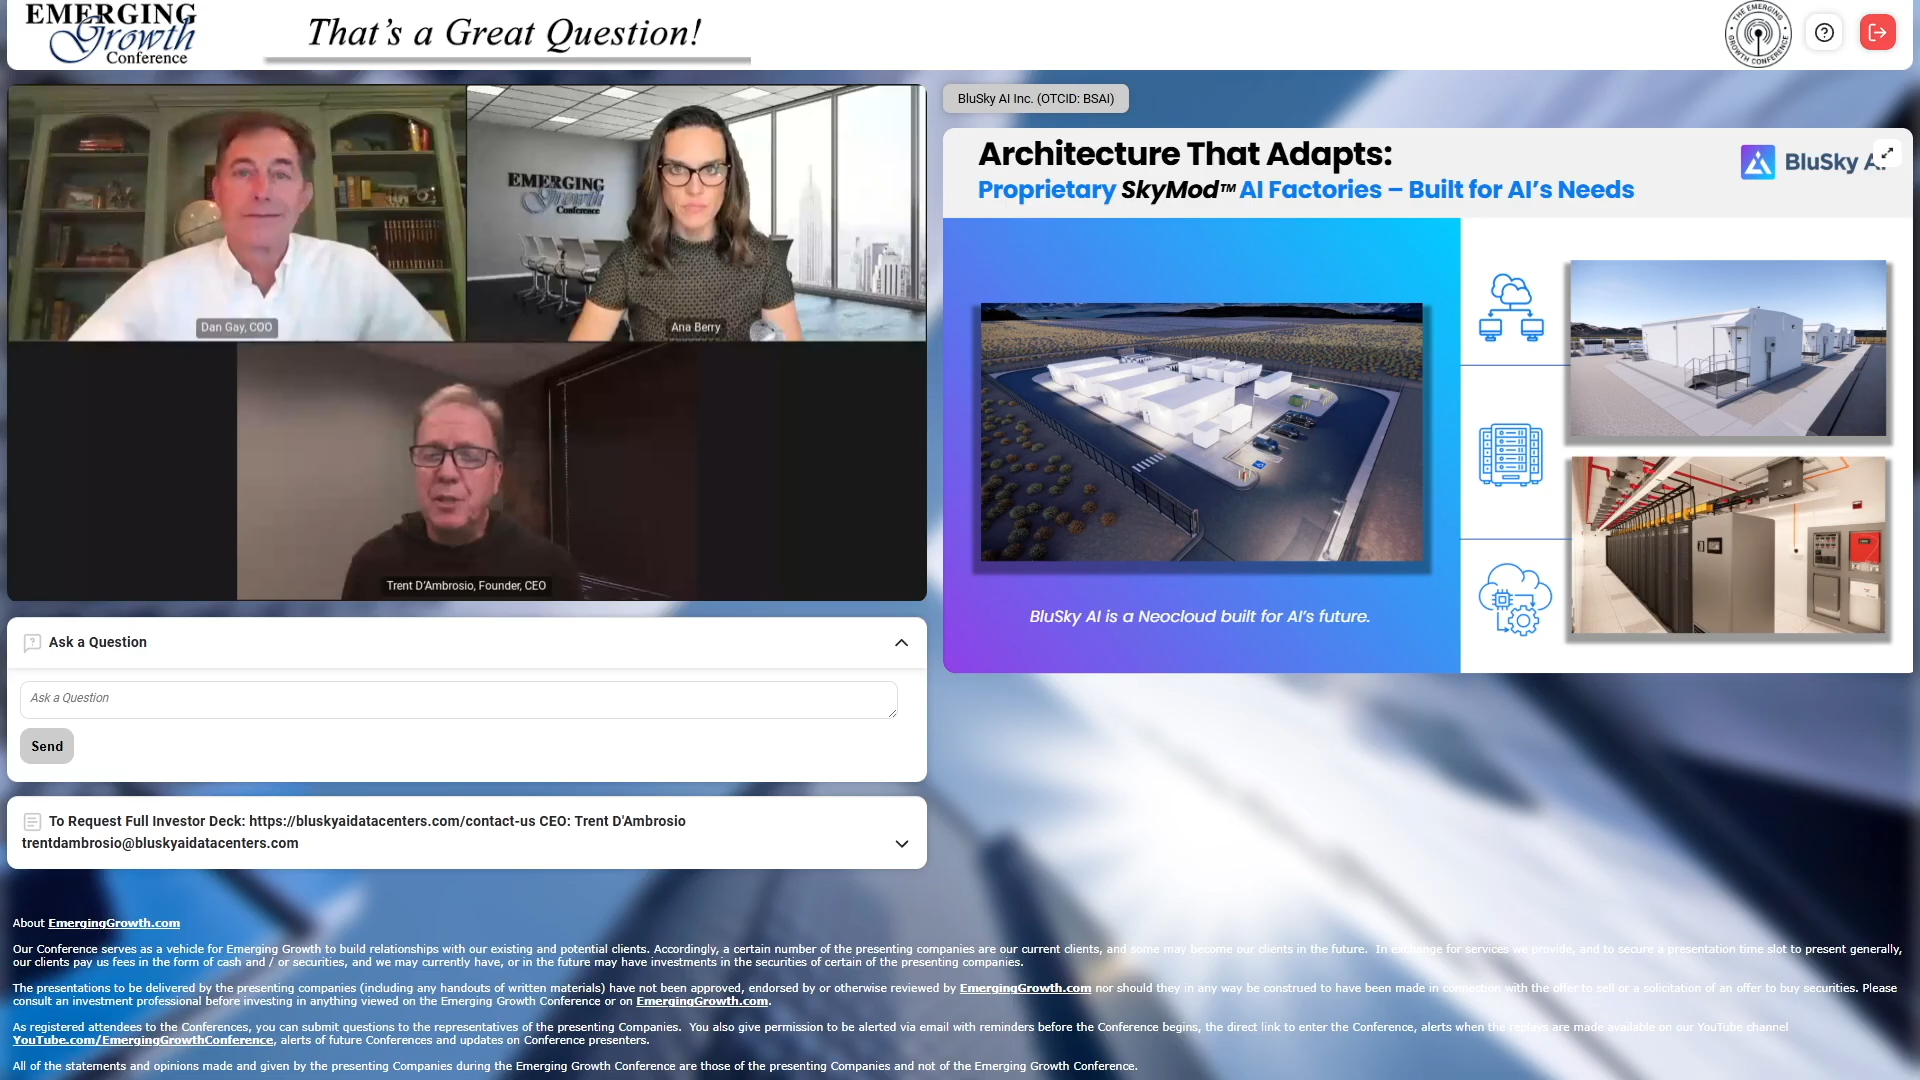 EMERGING
Growth
Conference
That's a Great Question!
THE EMERGING
GROWTH CONFERENCE
EMERGING
Growth
Conference
Dan Gay, COO
Ana Berry
Trent D'Ambrosio, Founder, CEO
BluSky AI Inc. (OTCID: BSAI)
Architecture That Adapts:
Proprietary SkyMod™ AI Factories – Built for AI's Needs
BluSky
BluSky AI is a Neocloud built for AI's future.
Ask a Question
Ask a Question
Send
To Request Full Investor Deck: https://bluskyaidatacenters.com/contact-us CEO: Trent D'Ambrosio
trentdambrosio@bluskyaidatacenters.com
About EmergingGrowth.com
Our Conference serves as a vehicle for Emerging Growth to build relationships with our existing and potential clients. Accordingly, a certain number of the presenting companies are our current clients, and some may become our clients in the future.  In exchange for services we provide, and to secure a presentation time slot to present generally,
our clients pay us fees in the form of cash and / or securities, and we may currently have, or in the future may have investments in the securities of certain of the presenting companies.
The presentations to be delivered by the presenting companies (including any handouts of written materials) have not been approved, endorsed by or otherwise reviewed by EmergingGrowth.com nor should they in any way be construed to have been made in connection with the offer to sell or a solicitation of an offer to buy securities. Please
consult an investment professional before investing in anything viewed on the Emerging Growth Conference or on EmergingGrowth.com.
As registered attendees to the Conferences, you can submit questions to the representatives of the presenting Companies.  You also give permission to be alerted via email with reminders before the Conference begins, the direct link to enter the Conference, alerts when the replays are made available on our YouTube channel
YouTube.com/EmergingGrowthConference, alerts of future Conferences and updates on Conference presenters.
All of the statements and opinions made and given by the presenting Companies during the Emerging Growth Conference are those of the presenting Companies and not of the Emerging Growth Conference.